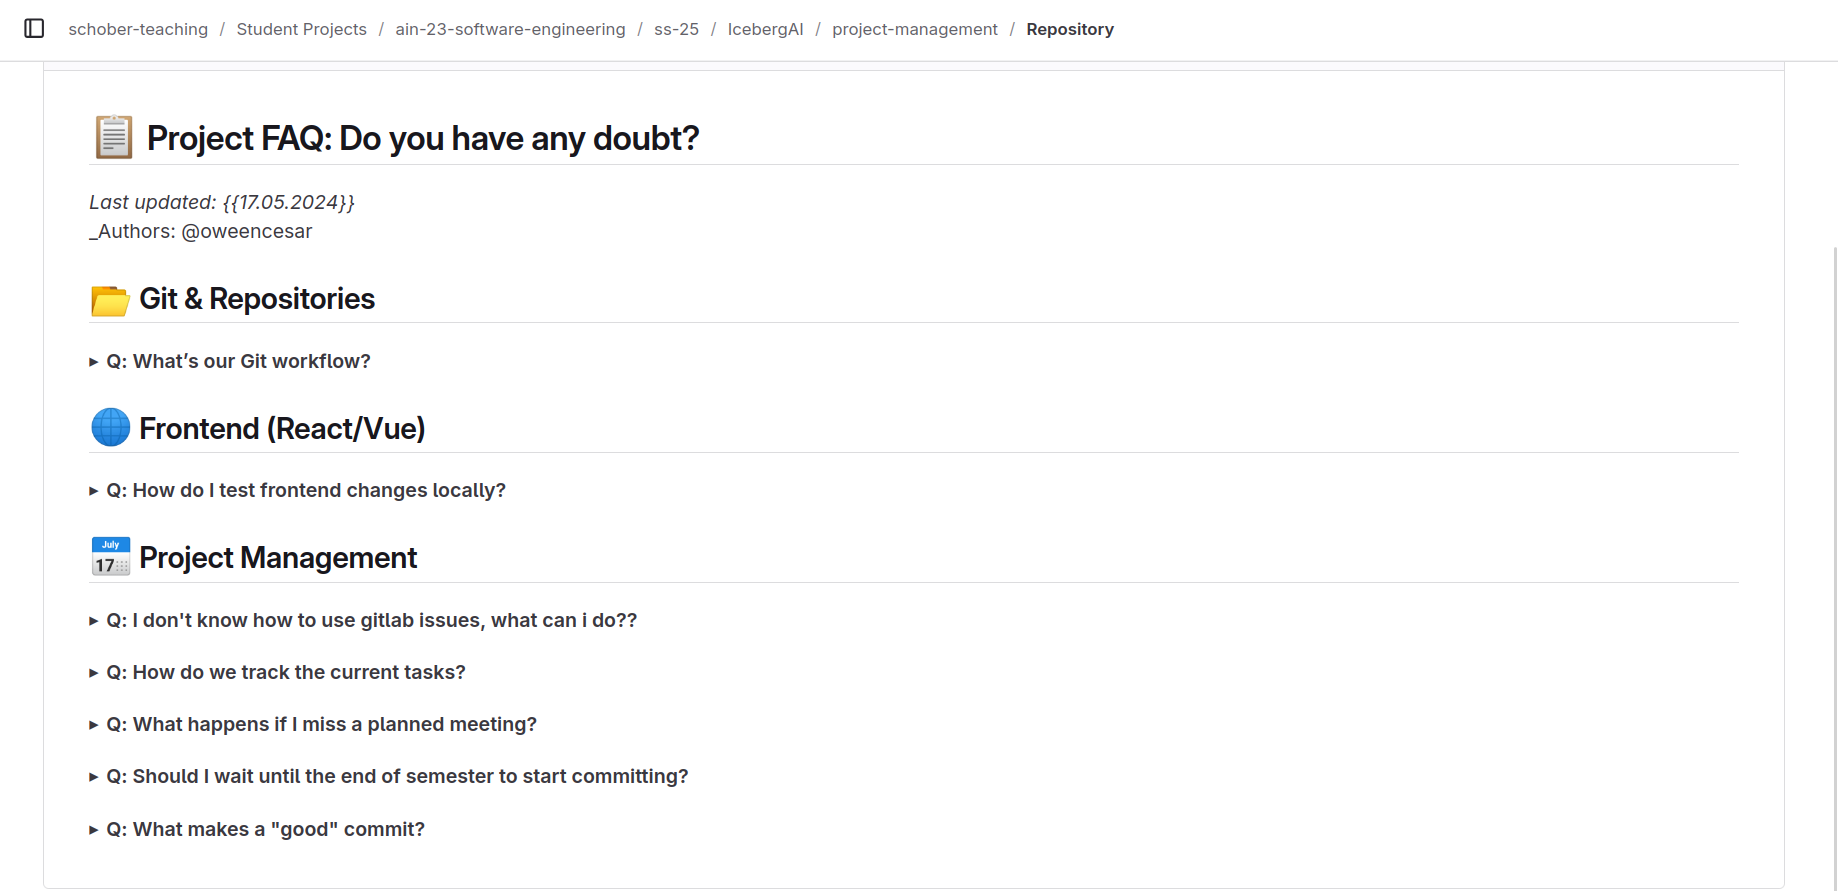 schober-teaching / Student Projects / ain-23-software-engineering / ss-25 / IcebergAI / project-management / Repository
Project FAQ: Do you have any doubt?
Last updated: {{17.05.2024}}
_Authors: @oweencesar
Git & Repositories
Q: What’s our Git workflow?
Frontend (React/Vue)
Q: How do I test frontend changes locally?
July
17
Project Management
Q: I don't know how to use gitlab issues, what can i do??
Q: How do we track the current tasks?
Q: What happens if I miss a planned meeting?
Q: Should I wait until the end of semester to start committing?
Q: What makes a "good" commit?